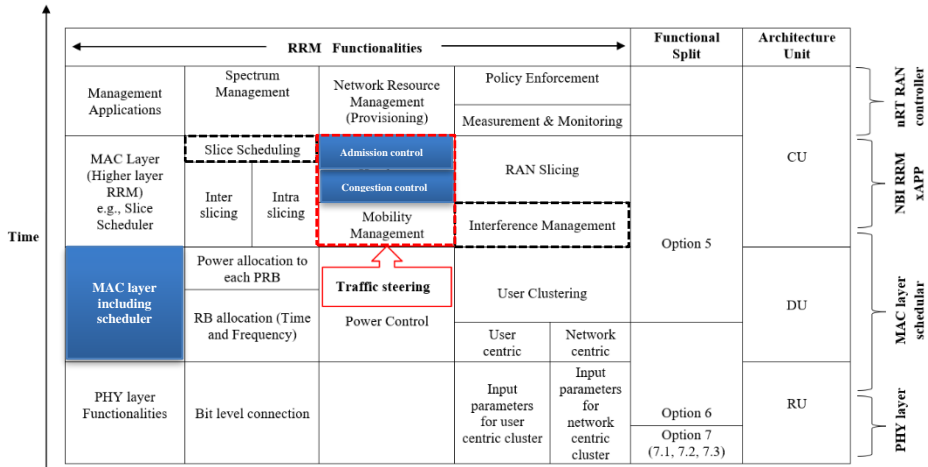 RRM Functionalities
Functional
Split
Architecture
Unit
Management
Applications
Spectrum
Management
Network Resource
Management
(Provisioning)
Policy Enforcement
Measurement & Monitoring
nRT RAN
controller
MAC Layer
(Higher layer
RRM)
e.g., Slice
Scheduler
Slice Scheduling
Inter
slicing
Intra
slicing
Admission control
Congestion control
Mobility
Management
RAN Slicing
Interference Management
Option 5
CU
NBI RRM
xAPP
Time
MAC layer
including
scheduler
Power allocation to
each PRB
RB allocation (Time
and Frequency)
Traffic steering
Power Control
User Clustering
User
centric
Network
centric
DU
MAC layer
schedular
PHY layer
Functionalities
Bit level connection
Input
parameters
for user
centric cluster
Input
parameters
for
network
centric
cluster
Option 6
Option 7
(7.1, 7.2, 7.3)
RU
PHY layer